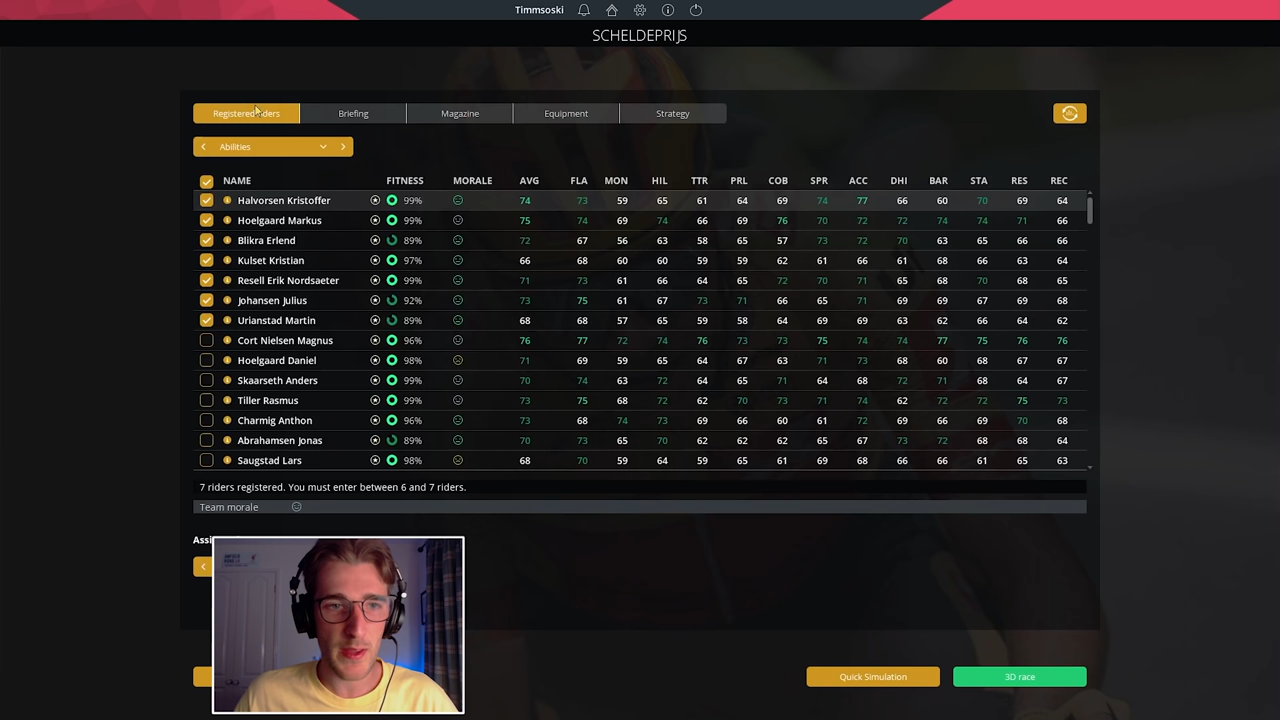 Timmsoski
SCHELDEPRIJS
Registered riders Briefing Magazine Equipment Strategy
Abilities
NAME FITNESS MORALE AVG FLA MON HIL TTR PRL COB SPR ACC DHI BAR STA RES REC
Halvorsen Kristoffer 99% 74 73 59 65 61 64 69 74 77 66 60 70 69 64
Hoelgaard Markus 99% 75 74 69 74 66 69 76 70 72 72 74 74 71 66
Blikra Erlend 89% 72 67 56 63 58 65 57 73 72 70 63 65 66 66
Kulset Kristian 97% 66 68 60 60 59 59 62 61 66 61 68 66 63 64
Resell Erik Nordsaeter 99% 71 73 61 66 64 65 72 70 71 65 68 70 68 65
Johansen Julius 92% 73 75 61 67 73 71 66 65 71 69 69 67 69 68
Urianstad Martin 89% 68 68 57 65 59 58 64 69 69 63 62 66 64 62
Cort Nielsen Magnus 96% 76 77 72 74 76 73 73 75 74 74 77 75 76 76
Hoelgaard Daniel 98% 71 69 59 65 64 67 63 71 73 68 60 68 67 67
Skaarseth Anders 99% 70 74 63 72 64 65 71 64 68 72 71 68 64 67
Tiller Rasmus 99% 73 75 68 72 62 70 73 71 74 62 72 72 75 73
Charmig Anthon 96% 73 68 74 73 69 66 60 61 72 69 66 69 70 68
Abrahamsen Jonas 89% 70 73 65 70 62 62 62 65 67 73 72 68 68 64
Saugstad Lars 98% 68 70 59 64 59 65 61 69 68 66 66 61 65 63
7 riders registered. You must enter between 6 and 7 riders.
Team morale
Assi
Quick Simulation 3D race